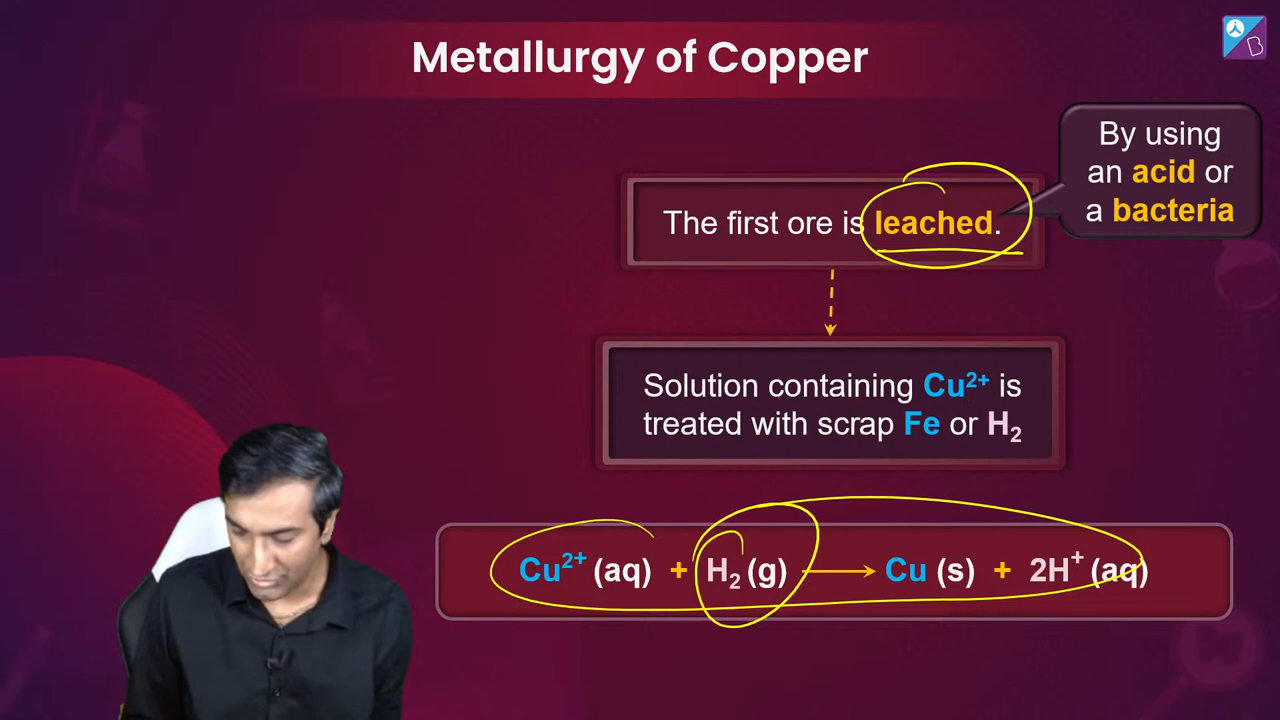 Metallurgy of Copper
By using
an acid or
a bacteria
The first ore is leached.
Solution containing Cu²⁺ is
treated with scrap Fe or H₂
Cu²⁺ (aq) + H₂ (g) ⟶ Cu (s) + 2H⁺ (aq)
B